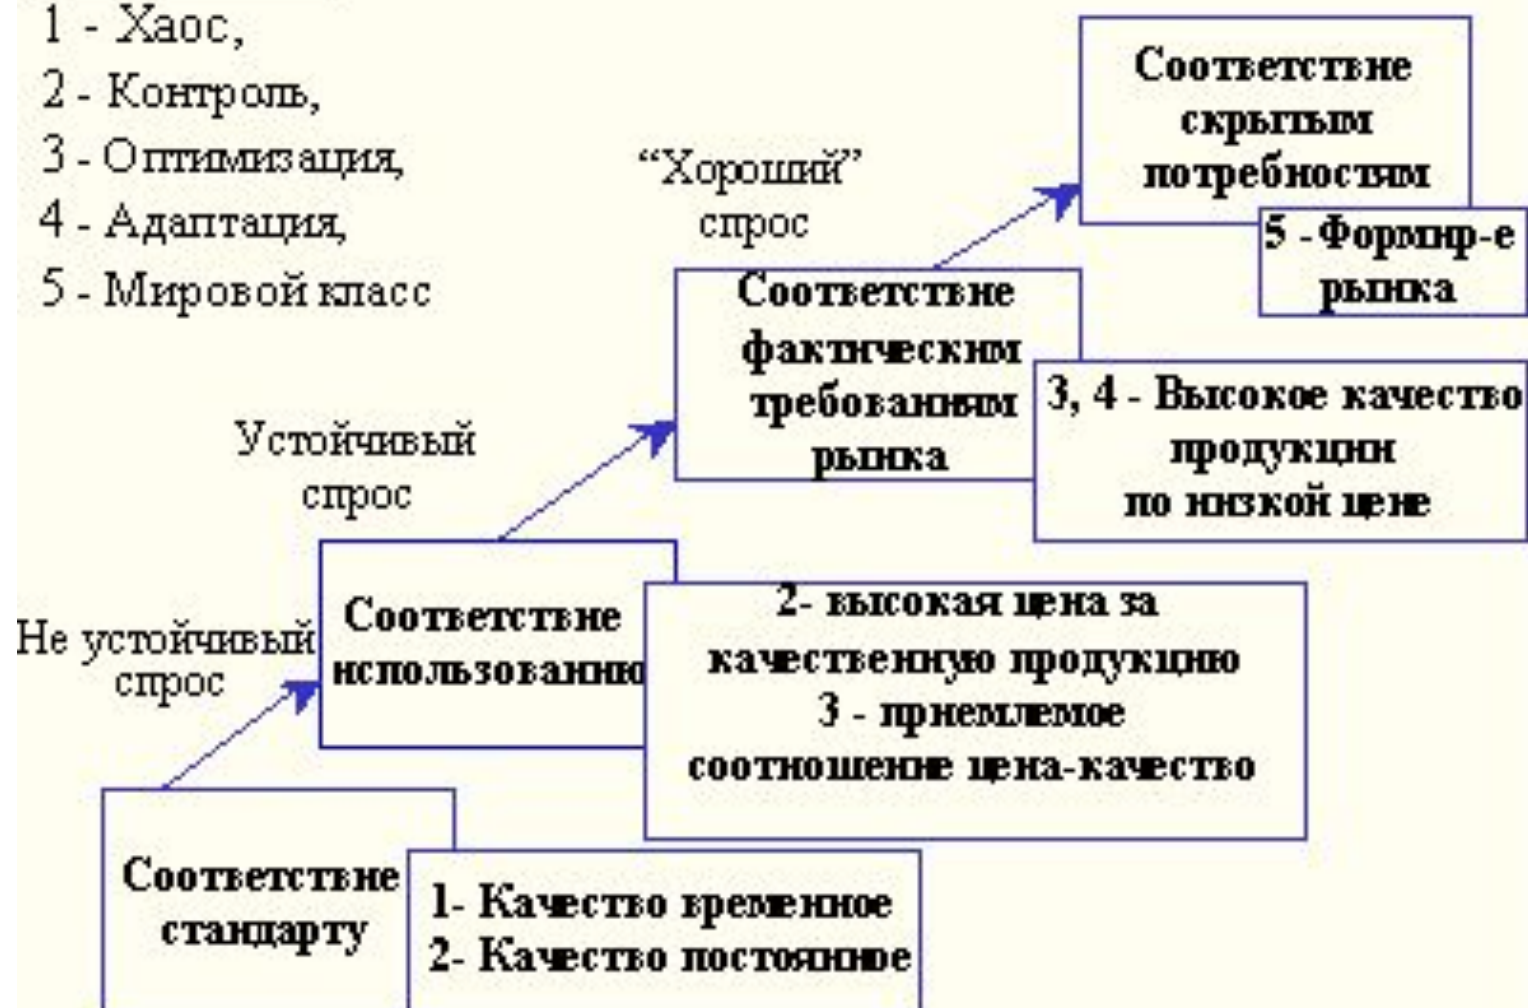 1 - Хаос,
2 - Контроль,
3 - Оптимизация,
4 - Адаптация,
5 - Мировой класс
Соответствие
скрытым
потребностям
5 -Формир-е
рынка
“Хороший”
спрос
Соответствие
фактическим
требованиям
рынка
3, 4 - Высокое качество
продукции
по низкой цене
Устойчивый
спрос
Соответствие
использованию
2- высокая цена за
качественную продукцию
3 - приемлемое
соотношение цена-качество
Не устойчивый
спрос
Соответствие
стандарту
1- Качество временное
2- Качество постоянное